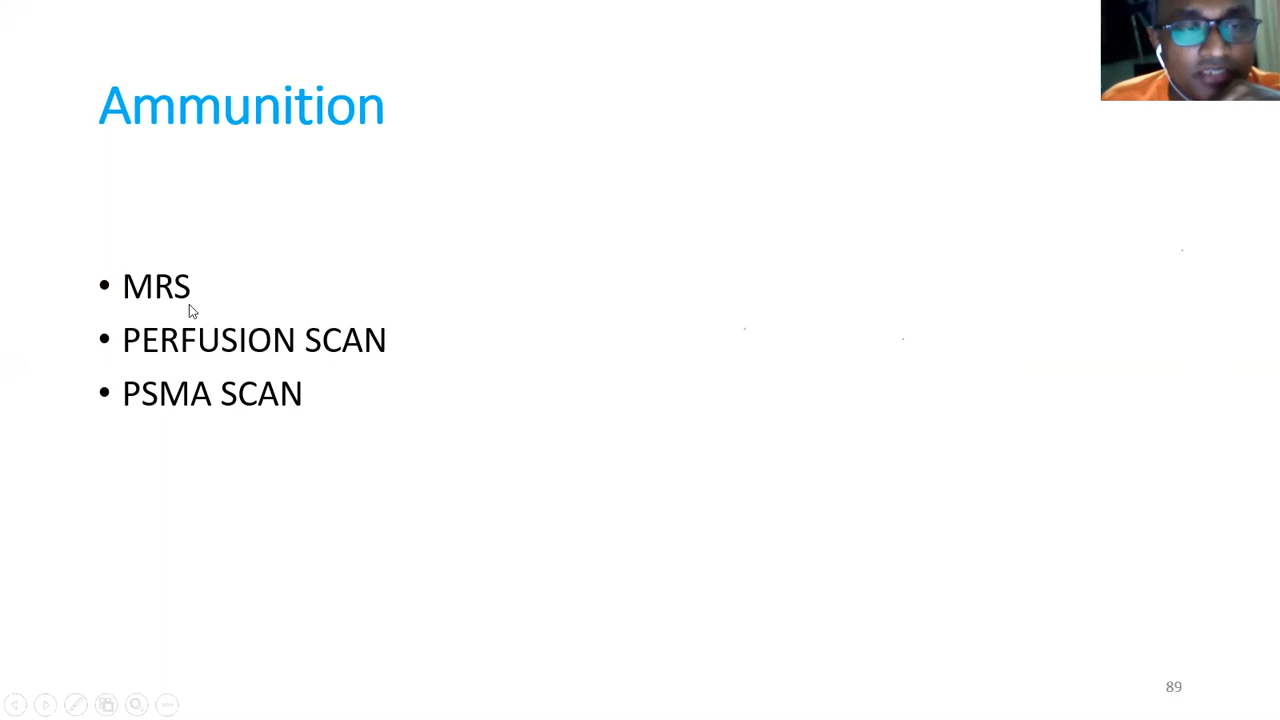 Ammunition
• MRS
• PERFUSION SCAN
• PSMA SCAN
89